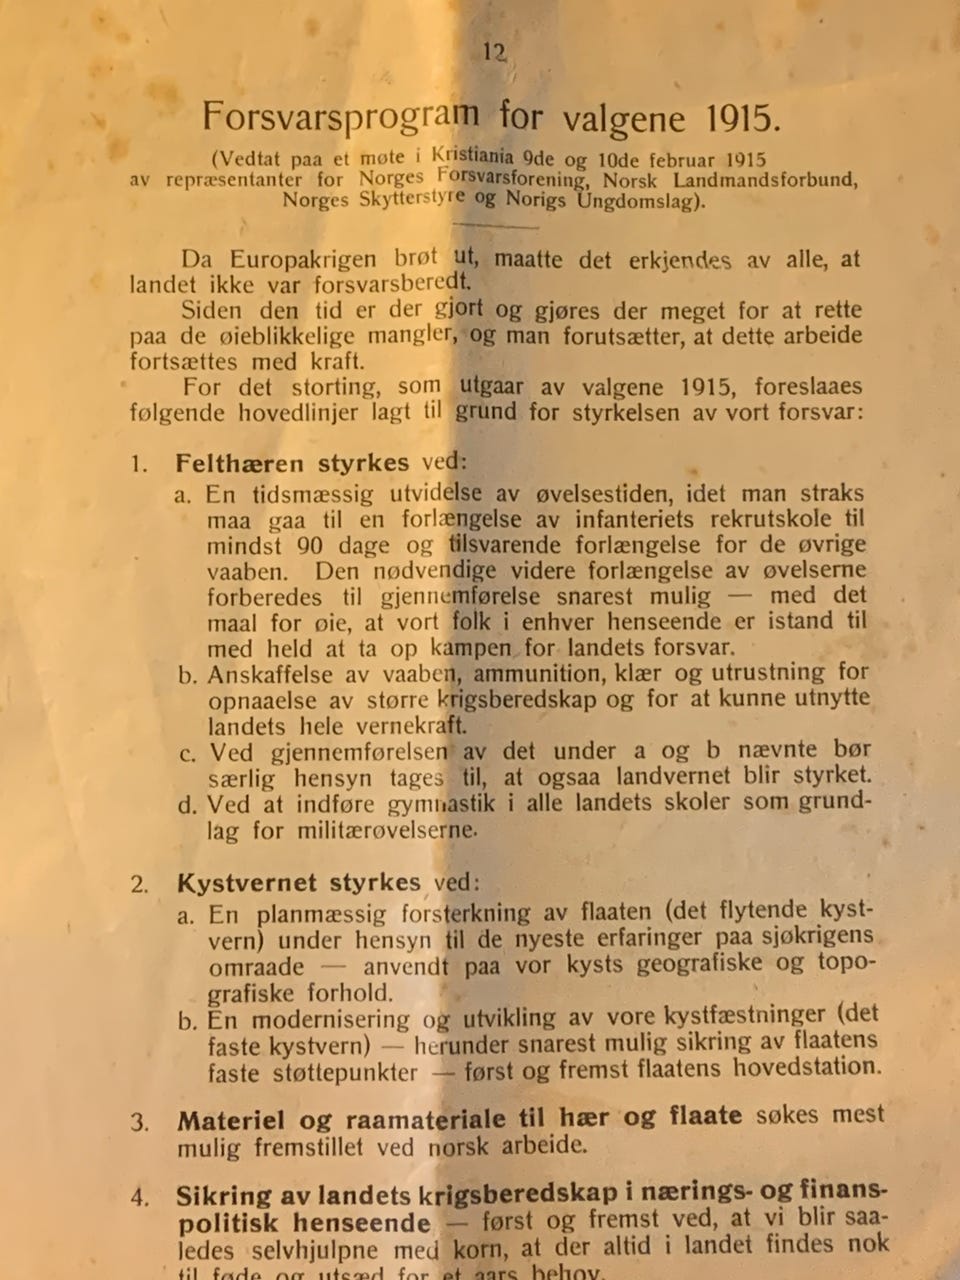 12
Forsvarsprogram for valgene 1915.
(Vedtat paa et møte i Kristiania 9de og 10de februar 1915
av repræsentanter for Norges Forsvarsforening, Norsk Landmandsforbund,
Norges Skytterstyre og Norigs Ungdomslag).
Da Europakrigen brøt ut, maatte det erkjendes av alle, at
landet ikke var forsvarsberedt.
Siden den tid er der gjort og gjøres der meget for at rette
paa de øieblikkelige mangler, og man forutsætter, at dette arbeide
fortsættes med kraft.
For det storting, som utgaar av valgene 1915, foreslaaes
følgende hovedlinjer lagt til grund for styrkelsen av vort forsvar:
1. Felthæren styrkes ved:
a. En tidsmæssig utvidelse av øvelsestiden, idet man straks
maa gaa til en forlængelse av infanteriets rekrutskole til
mindst 90 dage og tilsvarende forlængelse for de øvrige
vaaben. Den nødvendige videre forlængelse av øvelserne
forberedes til gjennemførelse snarest mulig — med det
maal for øie, at vort folk i enhver henseende er istand til
med held at ta op kampen for landets forsvar.
b. Anskaffelse av vaaben, ammunition, klær og utrustning for
opnaaelse av større krigsberedskap og for at kunne utnytte
landets hele vernekraft.
c. Ved gjennemførelsen av det under a og b nævnte bør
særlig hensyn tages til, at ogsaa landvernet blir styrket.
d. Ved at indføre gymnastik i alle landets skoler som grund-
lag for militærøvelserne.
2. Kystvernet styrkes ved:
a. En planmæssig forsterkning av flaaten (det flytende kyst-
vern) under hensyn til de nyeste erfaringer paa sjøkrigens
omraade — anvendt paa vor kysts geografiske og topo-
grafiske forhold.
b. En modernisering og utvikling av vore kystfæstninger (det
faste kystvern) — herunder snarest mulig sikring av flaatens
faste støttepunkter — først og fremst flaatens hovedstation.
3. Materiel og raamateriale til hær og flaate søkes mest
mulig fremstillet ved norsk arbeide.
4. Sikring av landets krigsberedskap i nærings- og finans-
politisk henseende — først og fremst ved, at vi blir saa-
ledes selvhjulpne med korn, at der altid i landet findes nok
til føde og utsæd for et aars behov.